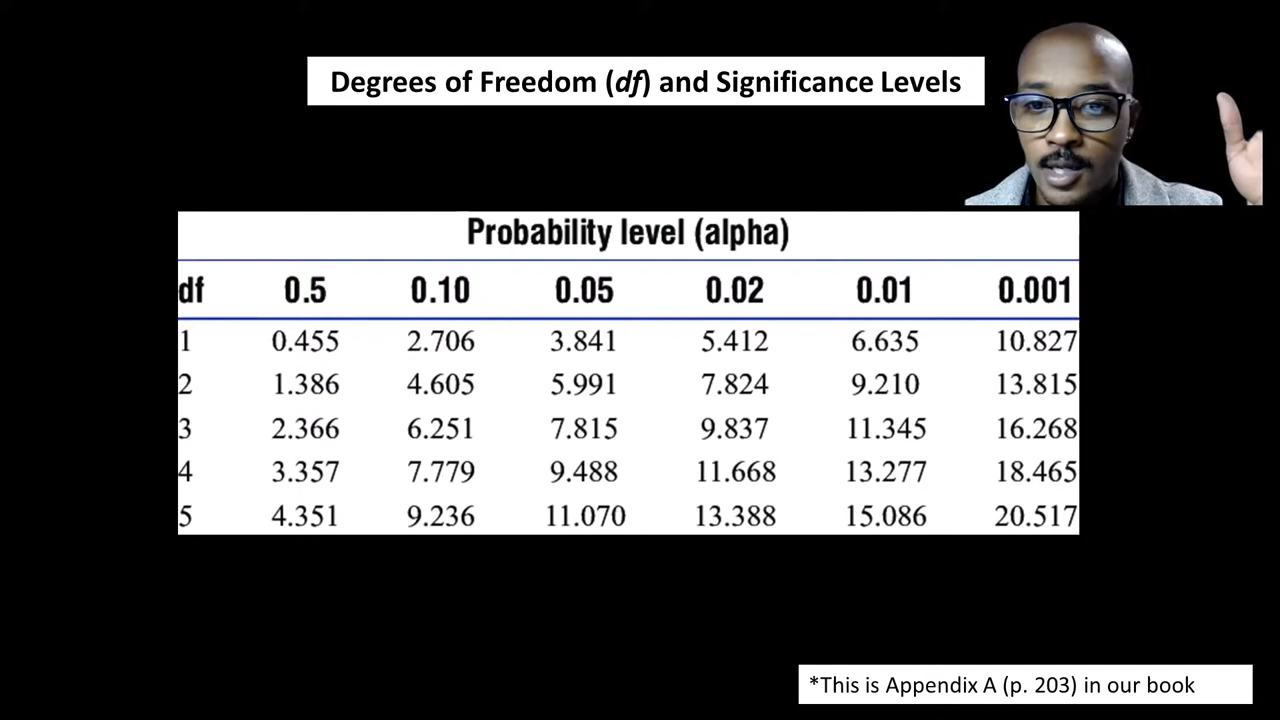 Degrees of Freedom (df) and Significance Levels
Probability level (alpha)
df 0.5 0.10 0.05 0.02 0.01 0.001
1 0.455 2.706 3.841 5.412 6.635 10.827
2 1.386 4.605 5.991 7.824 9.210 13.815
3 2.366 6.251 7.815 9.837 11.345 16.268
4 3.357 7.779 9.488 11.668 13.277 18.465
5 4.351 9.236 11.070 13.388 15.086 20.517
*This is Appendix A (p. 203) in our book